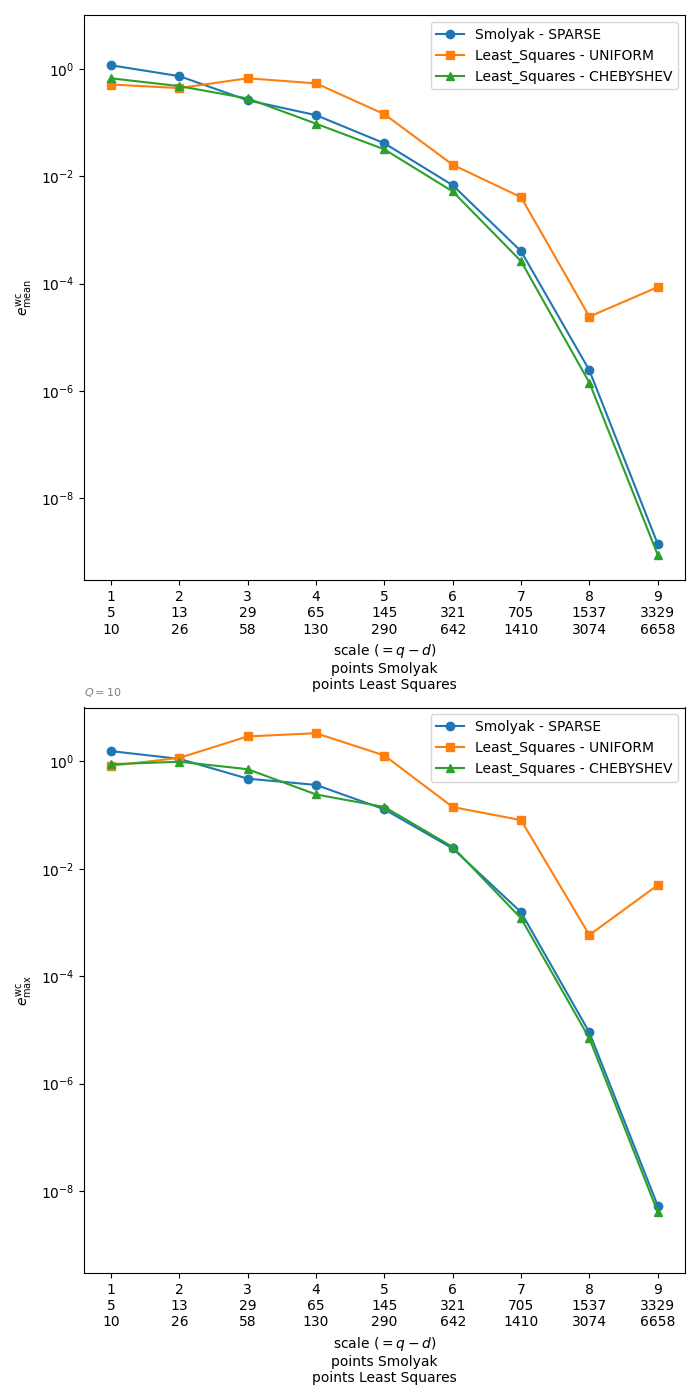 Smolyak - SPARSE
Least_Squares - UNIFORM
Least_Squares - CHEBYSHEV
10⁰
10⁻²
10⁻⁴
10⁻⁶
10⁻⁸
e^wc_mean
1 2 3 4 5 6 7 8 9
5 13 29 65 145 321 705 1537 3329
10 26 58 130 290 642 1410 3074 6658
scale (= q − d)
points Smolyak
points Least Squares
Q = 10
Smolyak - SPARSE
Least_Squares - UNIFORM
Least_Squares - CHEBYSHEV
10⁰
10⁻²
10⁻⁴
10⁻⁶
10⁻⁸
e^wc_max
1 2 3 4 5 6 7 8 9
5 13 29 65 145 321 705 1537 3329
10 26 58 130 290 642 1410 3074 6658
scale (= q − d)
points Smolyak
points Least Squares